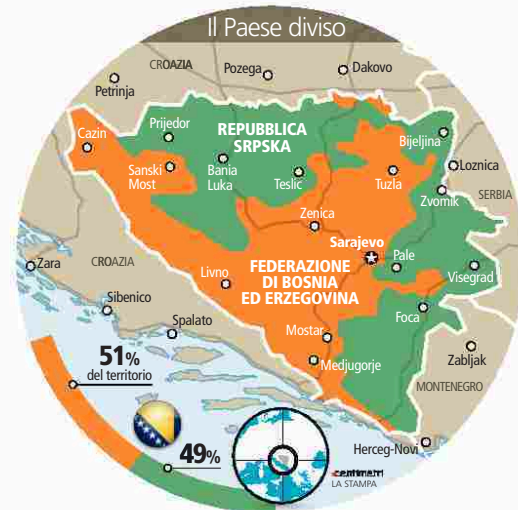 Il Paese diviso
CROAZIA
Pozega
Dakovo
Petrinja
Cazin
Prijedor
REPUBBLICA
SRPSKA
Bijeljina
Sanski
Most
Bania
Luka
Teslic
Tuzla
Loznica
Zvornik
SERBIA
Zenica
Sarajevo
Pale
Zara
CROAZIA
Livno
FEDERAZIONE
DI BOSNIA
ED ERZEGOVINA
Visegrad
Sibenico
Foca
Spalato
Mostar
Medjugorje
Zabljak
MONTENEGRO
51%
del territorio
49%
Herceg-Novi
centimetri
LA STAMPA